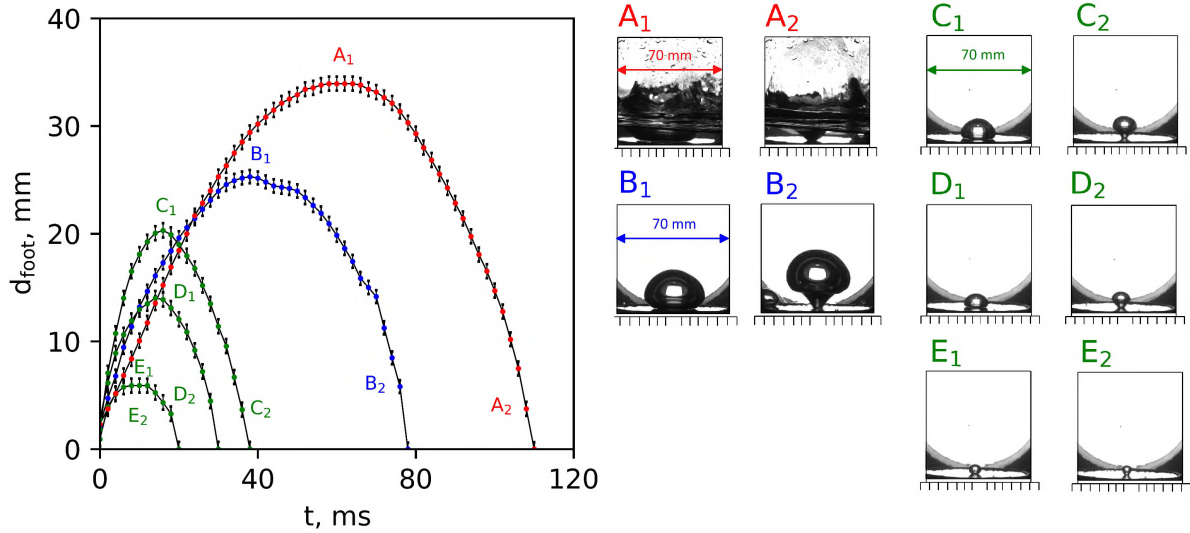 40
30
20
10
0
d_foot, mm
0
40
80
120
t, ms
A₁
B₁
C₁
D₁
E₁
E₂
D₂
C₂
B₂
A₂
A₁
A₂
C₁
C₂
70 mm
70 mm
B₁
B₂
D₁
D₂
70 mm
E₁
E₂